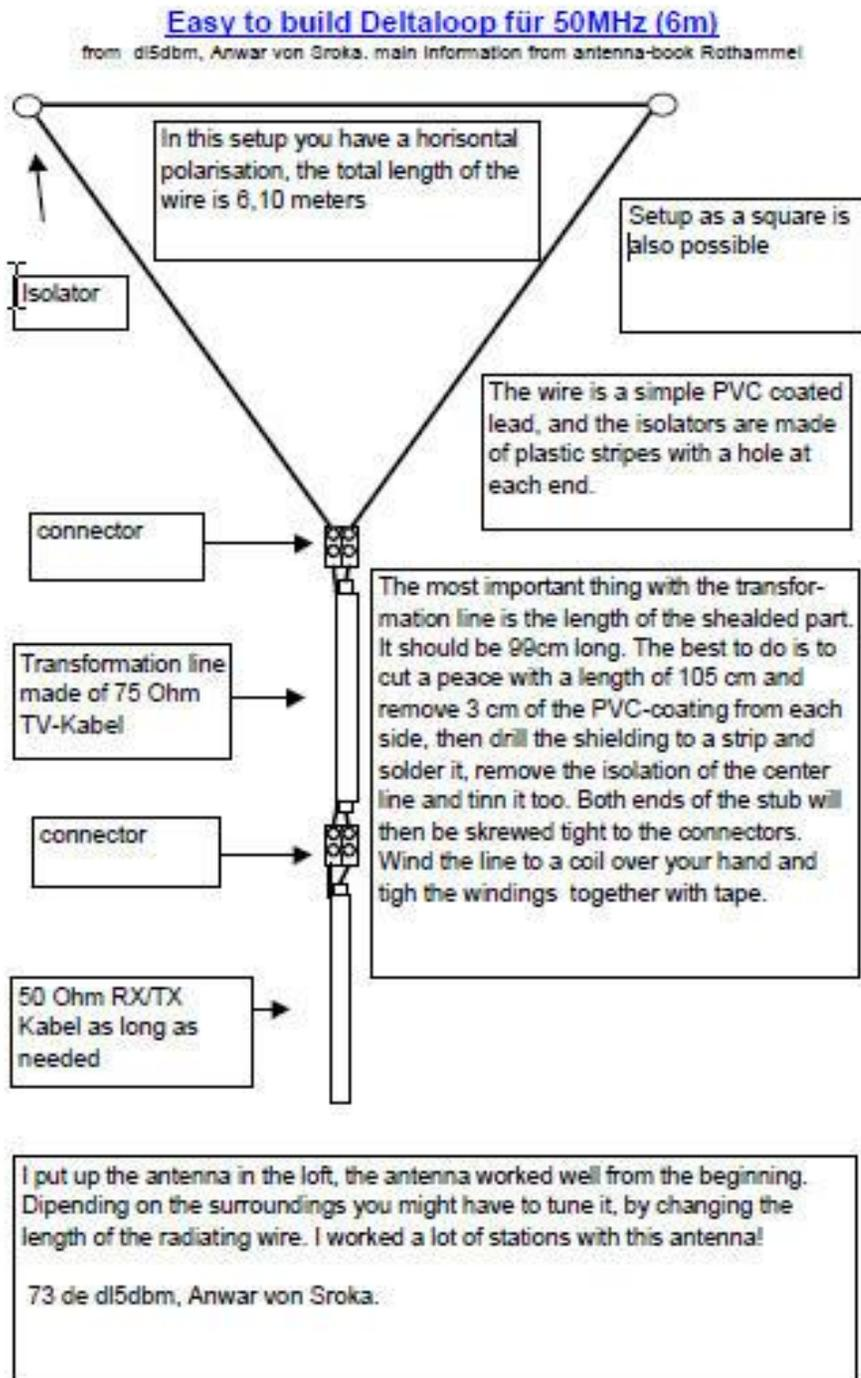 Easy to build Deltaloop für 50MHz (6m)
from dl5dbm, Anwar von Sroka. main information from antenna-book Rothammel
In this setup you have a horisontal
polarisation, the total length of the
wire is 6,10 meters
Setup as a square is
also possible
Isolator
The wire is a simple PVC coated
lead, and the isolators are made
of plastic stripes with a hole at
each end.
connector
The most important thing with the transfor-
mation line is the length of the shealded part.
It should be 99cm long. The best to do is to
cut a peace with a length of 105 cm and
remove 3 cm of the PVC-coating from each
side, then drill the shielding to a strip and
solder it, remove the isolation of the center
line and tinn it too. Both ends of the stub will
then be skrewed tight to the connectors.
Wind the line to a coil over your hand and
tigh the windings together with tape.
Transformation line
made of 75 Ohm
TV-Kabel
connector
50 Ohm RX/TX
Kabel as long as
needed
I put up the antenna in the loft, the antenna worked well from the beginning.
Dipending on the surroundings you might have to tune it, by changing the
length of the radiating wire. I worked a lot of stations with this antenna!
73 de dl5dbm, Anwar von Sroka.